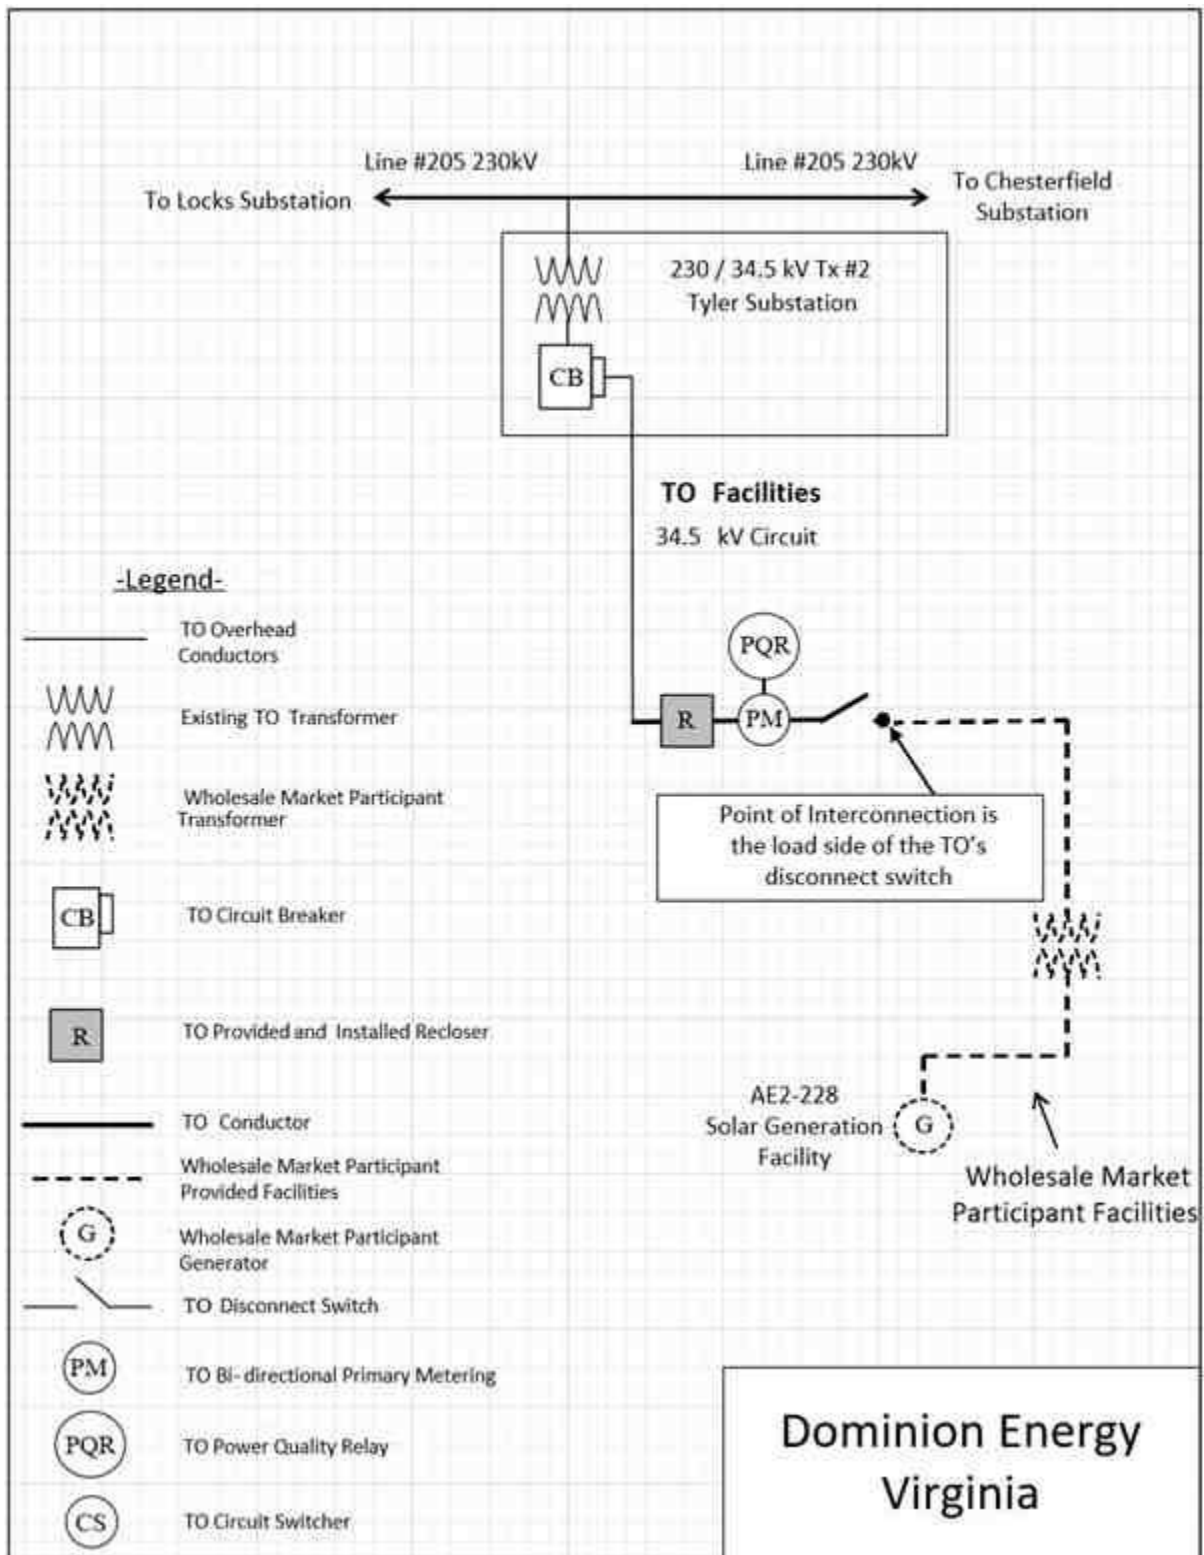 Line #205 230kV
Line #205 230kV
To Locks Substation
To Chesterfield
Substation
230 / 34.5 kV Tx #2
Tyler Substation
CB
TO Facilities
34.5 kV Circuit
-Legend-
TO Overhead
Conductors
Existing TO Transformer
Wholesale Market Participant
Transformer
CB
TO Circuit Breaker
R
TO Provided and Installed Recloser
TO Conductor
Wholesale Market Participant
Provided Facilities
G
Wholesale Market Participant
Generator
TO Disconnect Switch
PM
TO Bi-directional Primary Metering
PQR
TO Power Quality Relay
CS
TO Circuit Switcher
PQR
R
PM
Point of Interconnection is
the load side of the TO's
disconnect switch
AE2-228
Solar Generation
Facility
G
Wholesale Market
Participant Facilities
Dominion Energy
Virginia